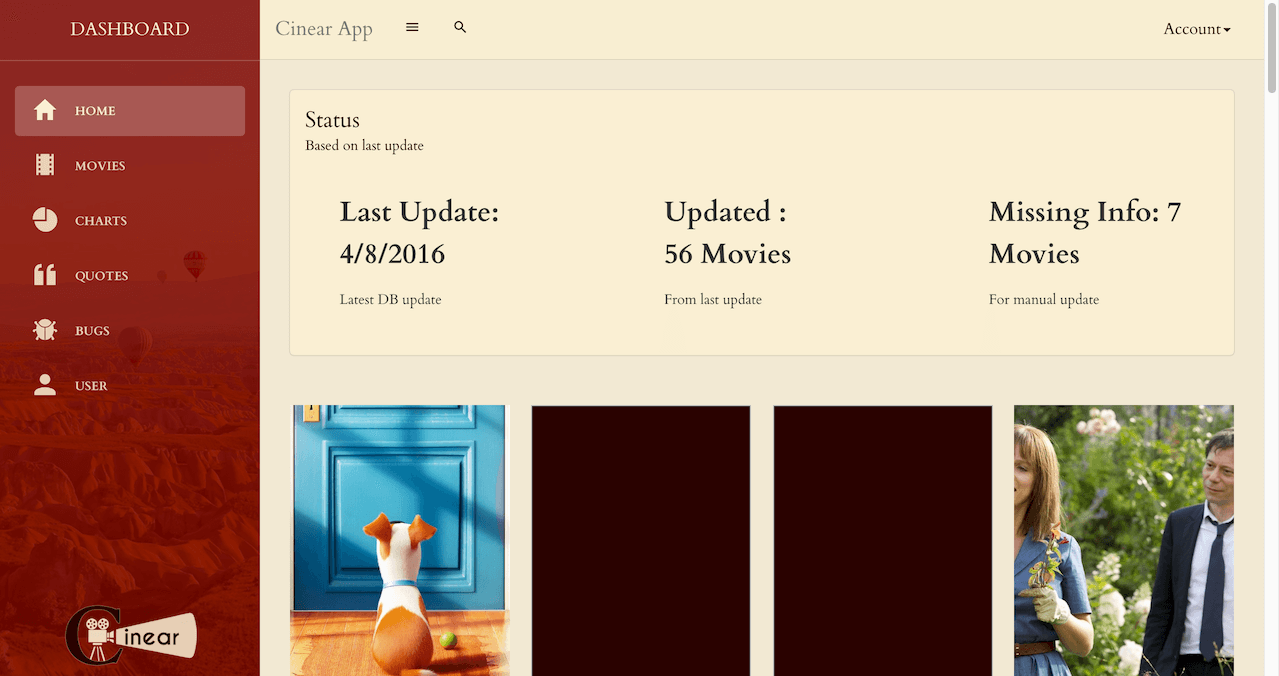 DASHBOARD
Cinear App
Account
HOME
MOVIES
CHARTS
QUOTES
BUGS
USER
Cinear
Status
Based on last update
Last Update:
4/8/2016
Latest DB update
Updated :
56 Movies
From last update
Missing Info: 7
Movies
For manual update